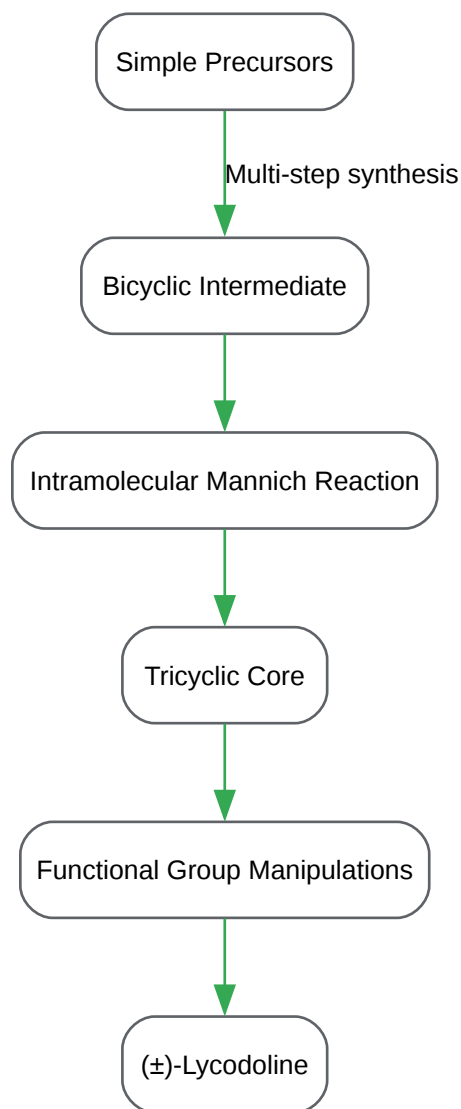 Simple Precursors
Multi-step synthesis
Bicyclic Intermediate
Intramolecular Mannich Reaction
Tricyclic Core
Functional Group Manipulations
(±)-Lycodoline